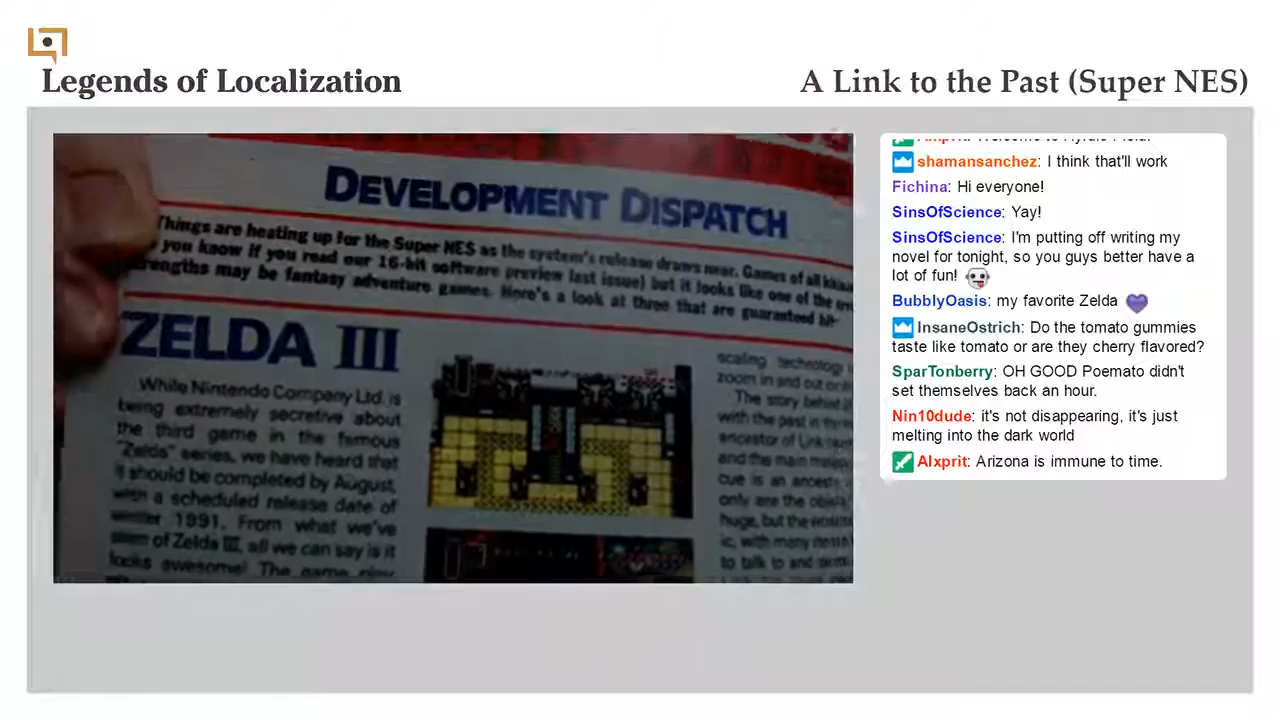 Legends of Localization
A Link to the Past (Super NES)
DEVELOPMENT DISPATCH
Things are heating up for the Super NES as the system's release draws near. Games of all
you know if you read our 16-bit software preview last issue) but it looks like one of the
strengths may be fantasy adventure games. Here's a look at three that are guaranteed hit-
ZELDA III
While Nintendo Company Ltd. is
being extremely secretive about
the third game in the famous
"Zelda" series, we have heard that
it should be completed by August,
with a scheduled release date of
winter 1991. From what we've
seen of Zelda III, all we can say is it
looks awesome! The game play
scaling technology
zoom in and out
The story behind
with the past in
ancestor of Link
and the main
cue is an
only are the
huge, but the
ic, with many
to talk to and
shamansanchez: I think that'll work
Fichina: Hi everyone!
SinsOfScience: Yay!
SinsOfScience: I'm putting off writing my
novel for tonight, so you guys better have a
lot of fun!
BubblyOasis: my favorite Zelda
InsaneOstrich: Do the tomato gummies
taste like tomato or are they cherry flavored?
SparTonberry: OH GOOD Poemato didn't
set themselves back an hour.
Nin10dude: it's not disappearing, it's just
melting into the dark world
Alxprit: Arizona is immune to time.